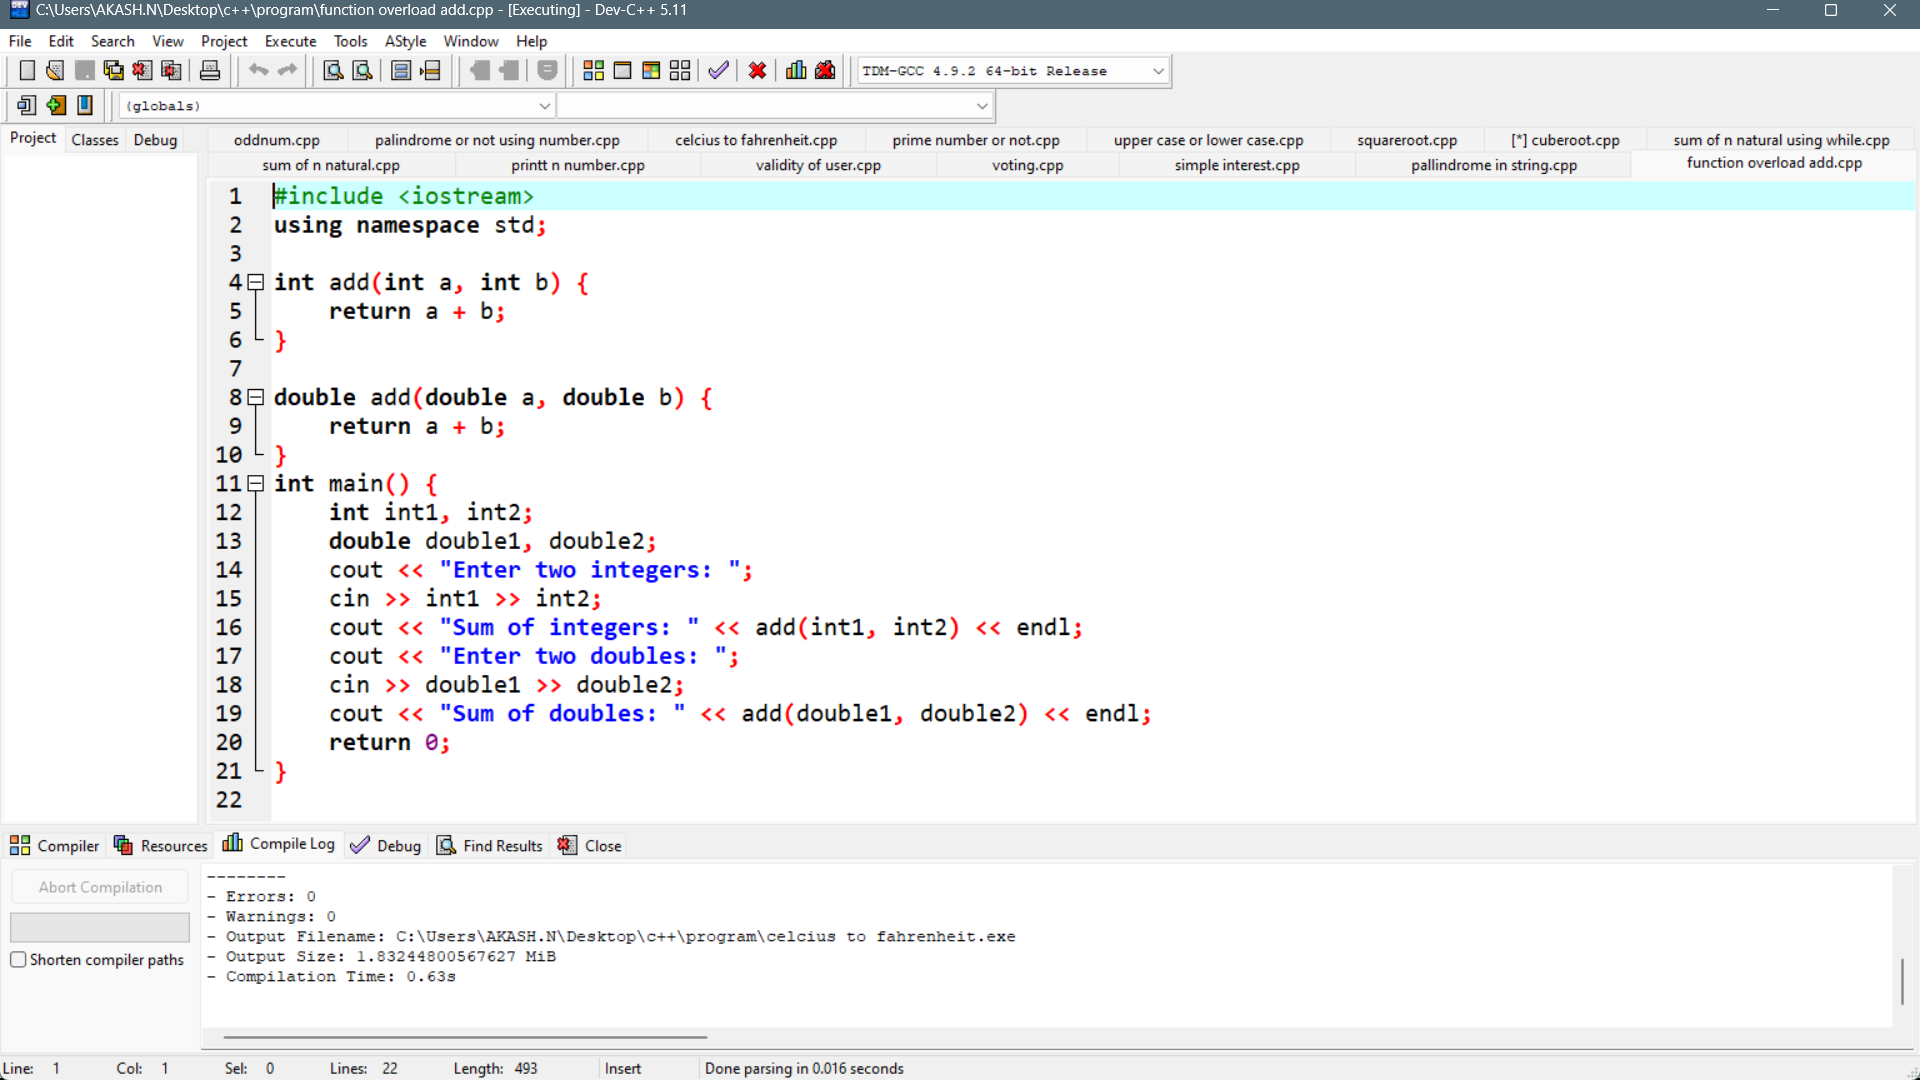 C:\Users\AKASH.N\Desktop\c++\program\function overload add.cpp - [Executing] - Dev-C++ 5.11
File Edit Search View Project Execute Tools AStyle Window Help
TDM-GCC 4.9.2 64-bit Release
(globals)
Project Classes Debug
oddnum.cpp palindrome or not using number.cpp celcius to fahrenheit.cpp prime number or not.cpp upper case or lower case.cpp squareroot.cpp [*] cuberoot.cpp sum of n natural using while.cpp
sum of n natural.cpp printt n number.cpp validity of user.cpp voting.cpp simple interest.cpp pallindrome in string.cpp function overload add.cpp
1 #include <iostream>
2 using namespace std;
3
4 int add(int a, int b) {
5     return a + b;
6 }
7
8 double add(double a, double b) {
9     return a + b;
10 }
11 int main() {
12     int int1, int2;
13     double double1, double2;
14     cout << "Enter two integers: ";
15     cin >> int1 >> int2;
16     cout << "Sum of integers: " << add(int1, int2) << endl;
17     cout << "Enter two doubles: ";
18     cin >> double1 >> double2;
19     cout << "Sum of doubles: " << add(double1, double2) << endl;
20     return 0;
21 }
22
Compiler Resources Compile Log Debug Find Results Close
Abort Compilation
Shorten compiler paths
--------
- Errors: 0
- Warnings: 0
- Output Filename: C:\Users\AKASH.N\Desktop\c++\program\celcius to fahrenheit.exe
- Output Size: 1.83244800567627 MiB
- Compilation Time: 0.63s
Line: 1 Col: 1 Sel: 0 Lines: 22 Length: 493 Insert Done parsing in 0.016 seconds